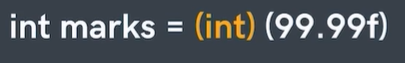 int marks = (int) (99.99f)